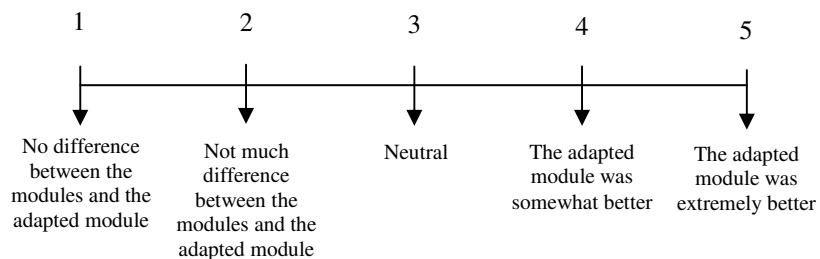 1 2 3 4 5
No difference
between the
modules and the
adapted module
Not much
difference
between the
modules and the
adapted module
Neutral
The adapted
module was
somewhat better
The adapted
module was
extremely better